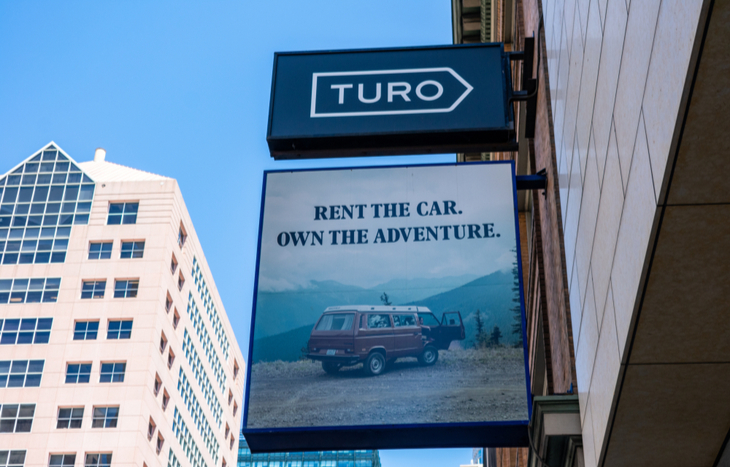 TURO
RENT THE CAR.
OWN THE ADVENTURE.